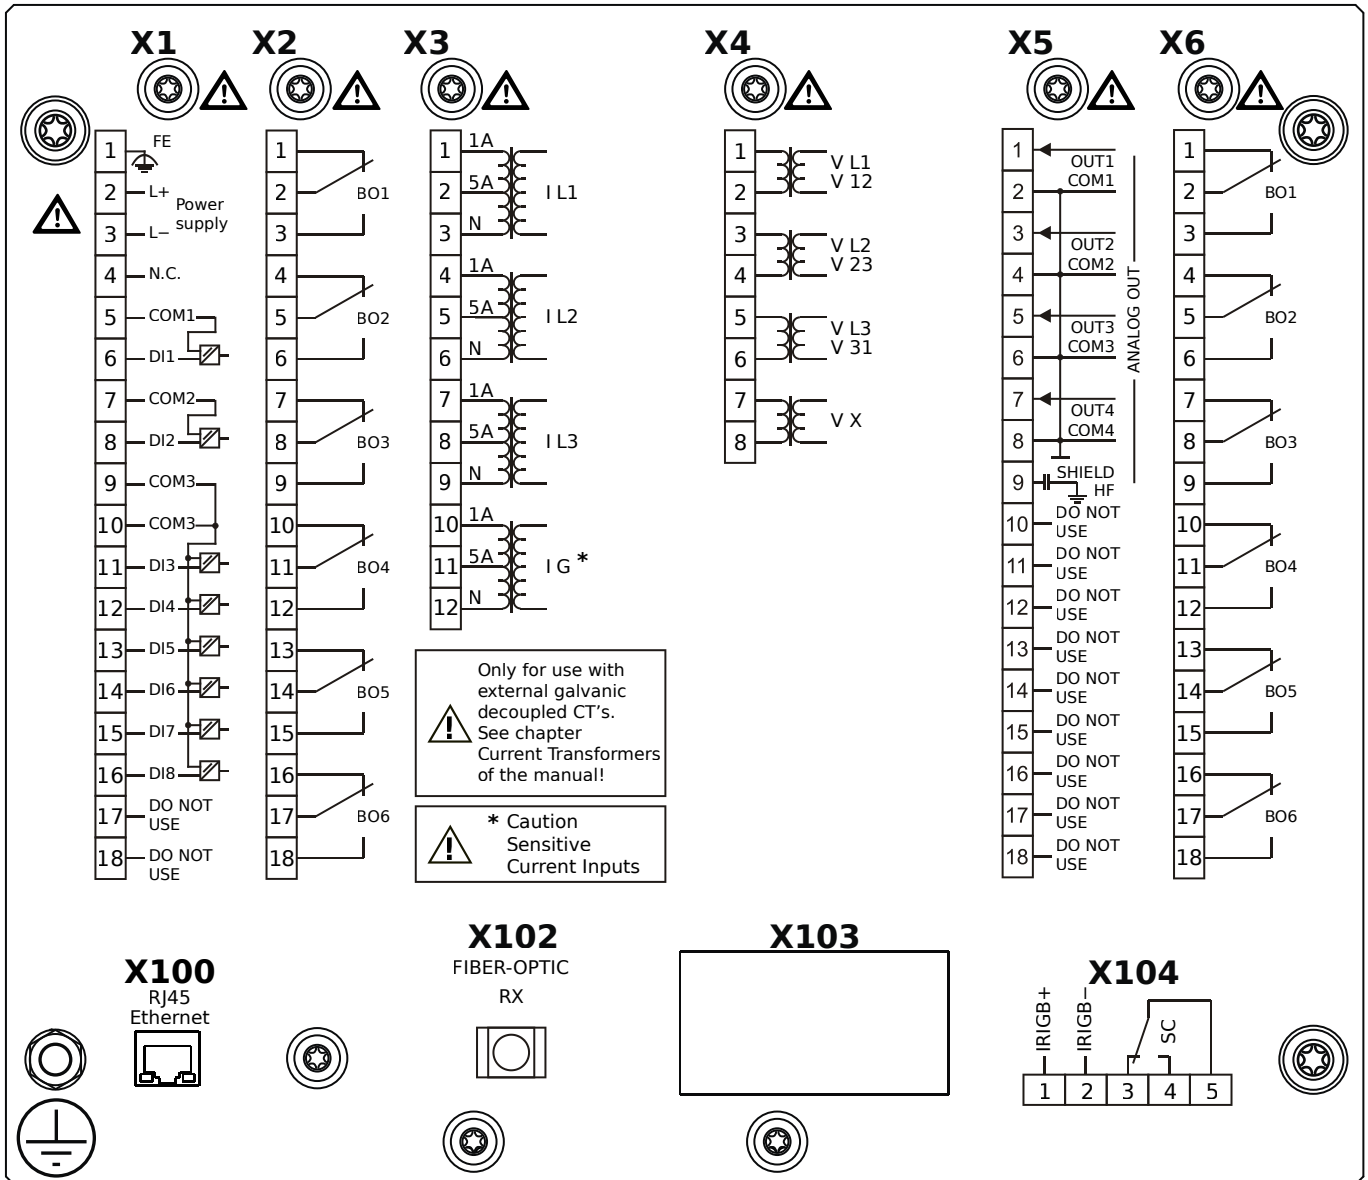 X1
X2
X3
X4
X5
X6
1 FE
2 L+
Power
supply
3 L−
4 N.C.
5 COM1
6 DI1
7 COM2
8 DI2
9 COM3
10 COM3
11 DI3
12 DI4
13 DI5
14 DI6
15 DI7
16 DI8
17 DO NOT
USE
18 DO NOT
USE
1
2 BO1
3
4
5 BO2
6
7
8 BO3
9
10
11 BO4
12
13
14 BO5
15
16
17 BO6
18
1 1A
2 5A I L1
3 N
4 1A
5 5A I L2
6 N
7 1A
8 5A I L3
9 N
10 1A
11 5A I G *
12 N
Only for use with
external galvanic
decoupled CT's.
See chapter
Current Transformers
of the manual!
* Caution
Sensitive
Current Inputs
1 V L1
2 V 12
3 V L2
4 V 23
5 V L3
6 V 31
7 V X
8
1 OUT1
2 COM1
3 OUT2
4 COM2
5 OUT3
6 COM3
7 OUT4
8 COM4
ANALOG OUT
9 SHIELD
HF
10 DO NOT
USE
11 DO NOT
USE
12 DO NOT
USE
13 DO NOT
USE
14 DO NOT
USE
15 DO NOT
USE
16 DO NOT
USE
17 DO NOT
USE
18 DO NOT
USE
1
2 BO1
3
4
5 BO2
6
7
8 BO3
9
10
11 BO4
12
13
14 BO5
15
16
17 BO6
18
X100
RJ45
Ethernet
X102
FIBER-OPTIC
RX
X103
X104
IRIGB+
IRIGB−
SC
1 2 3 4 5